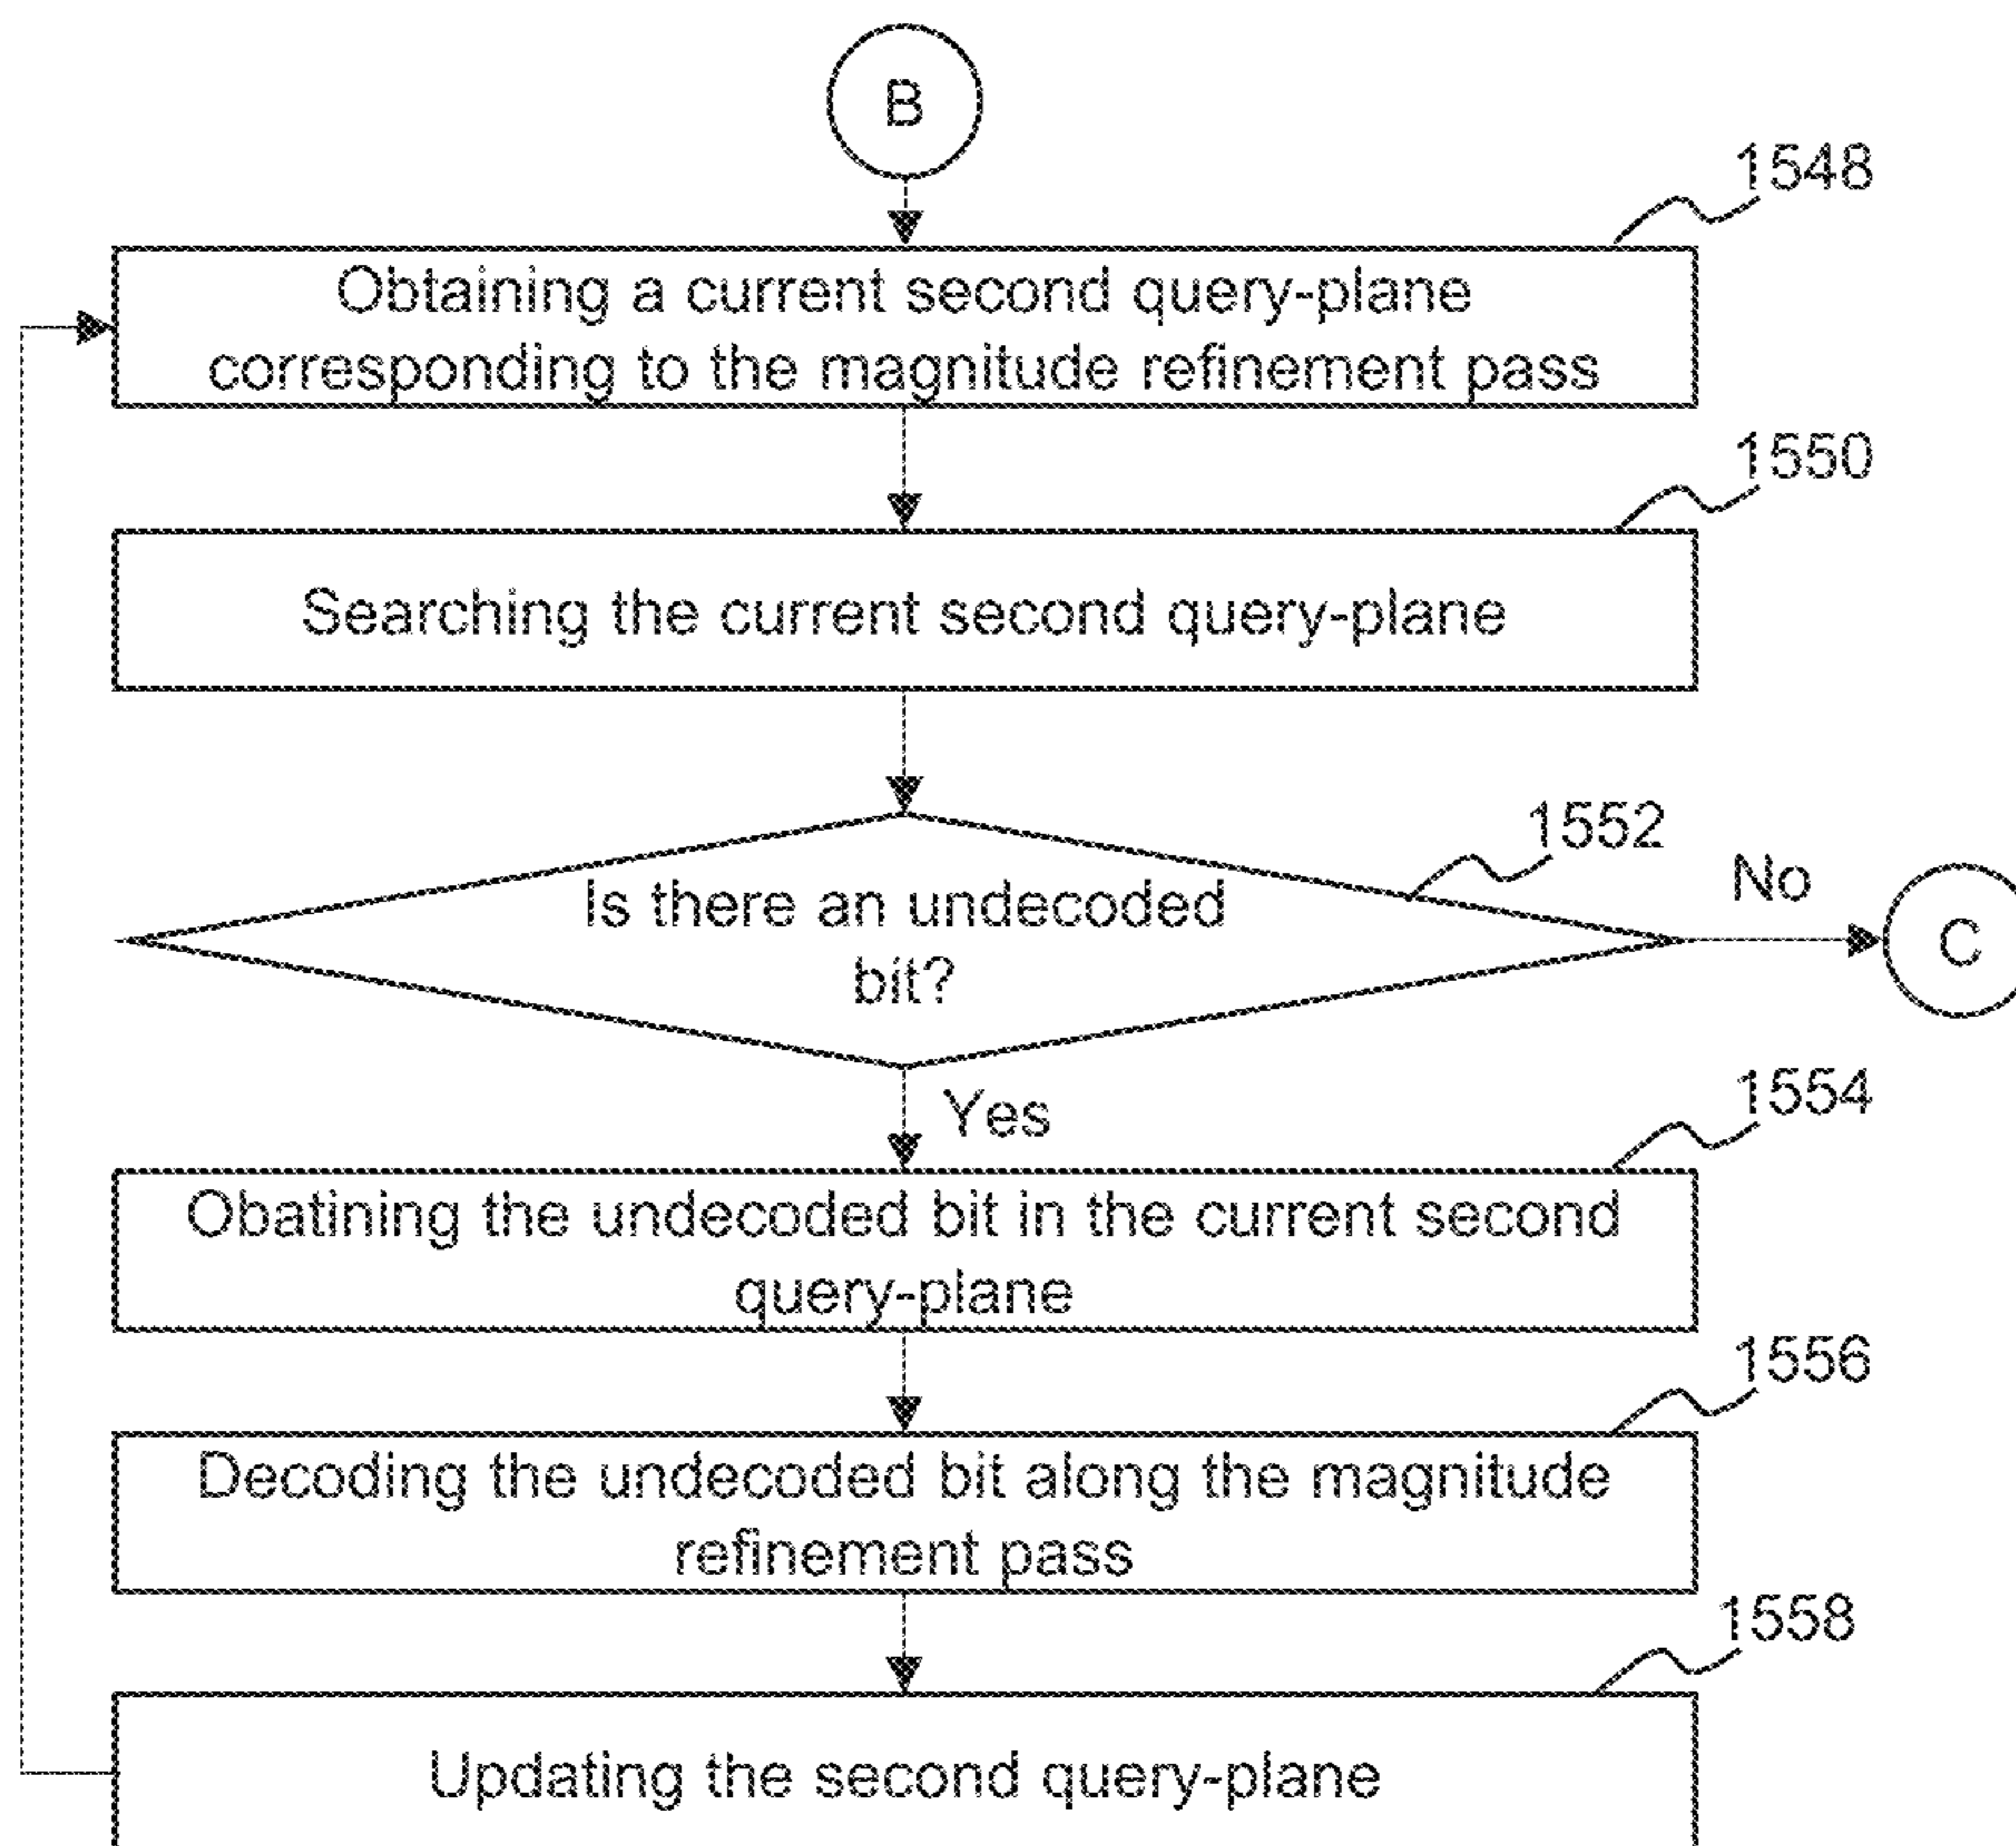 B
1548
Obtaining a current second query-plane
corresponding to the magnitude refinement pass
1550
Searching the current second query-plane
1552
Is there an undecoded
bit?
No
C
Yes
1554
Obatining the undecoded bit in the current second
query-plane
1556
Decoding the undecoded bit along the magnitude
refinement pass
1558
Updating the second query-plane